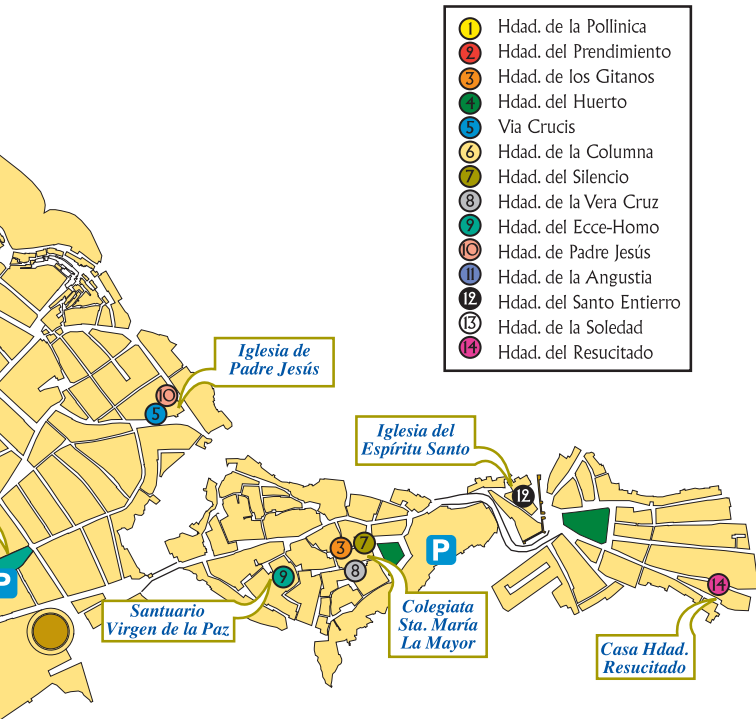 1 Hdad. de la Pollinica
2 Hdad. del Prendimiento
3 Hdad. de los Gitanos
4 Hdad. del Huerto
5 Via Crucis
6 Hdad. de la Columna
7 Hdad. del Silencio
8 Hdad. de la Vera Cruz
9 Hdad. del Ecce-Homo
10 Hdad. de Padre Jesús
11 Hdad. de la Angustia
12 Hdad. del Santo Entierro
13 Hdad. de la Soledad
14 Hdad. del Resucitado
Iglesia de
Padre Jesús
10
5
Iglesia del
Espíritu Santo
12
3
7
8
9
P
P
14
Santuario
Virgen de la Paz
Colegiata
Sta. María
La Mayor
Casa Hdad.
Resucitado